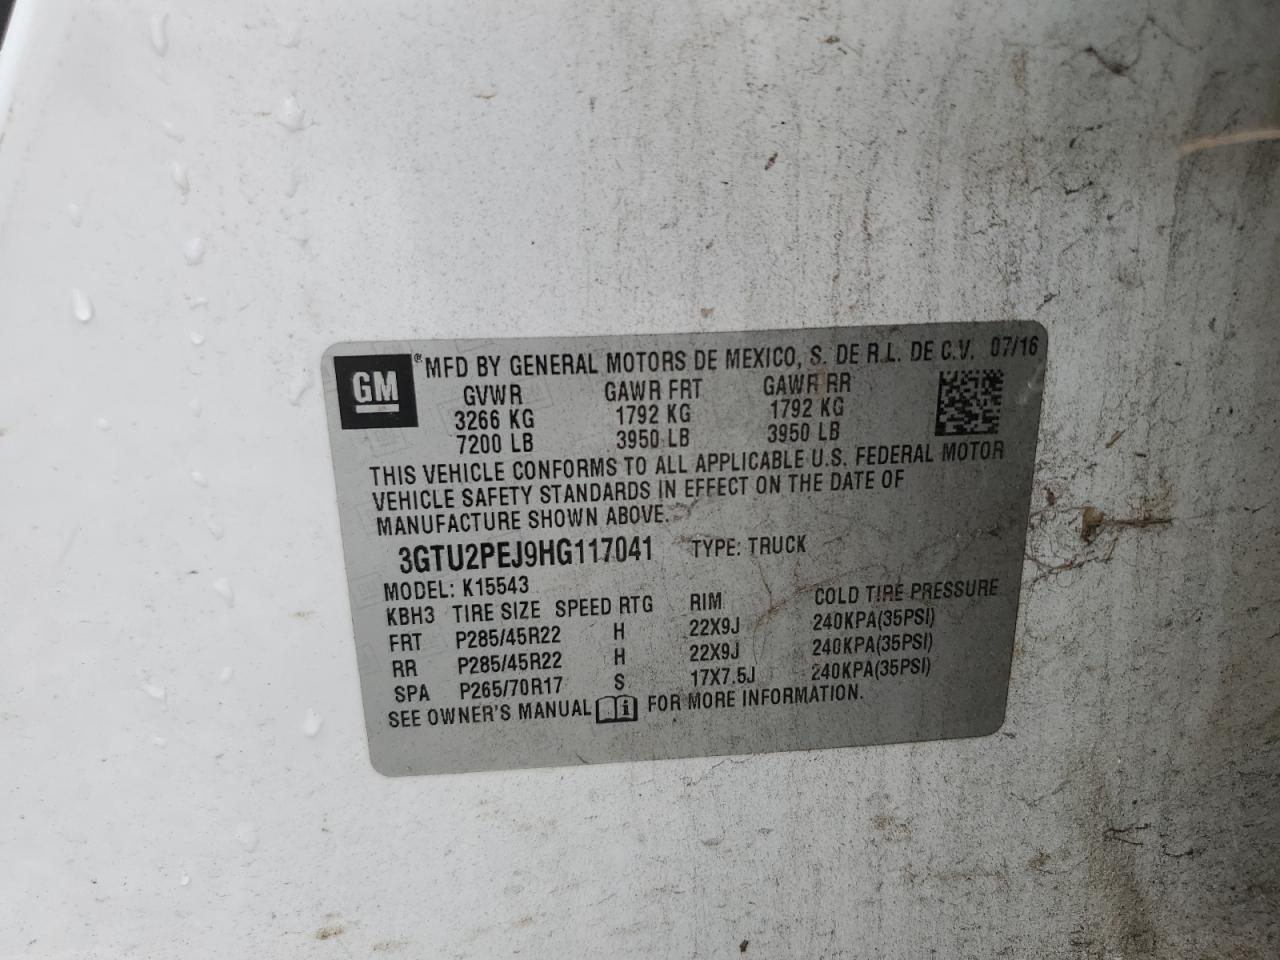 GM
®MFD BY GENERAL MOTORS DE MEXICO, S. DE R.L. DE C.V. 07/16
GVWR GAWR FRT GAWR RR
3266 KG 1792 KG 1792 KG
7200 LB 3950 LB 3950 LB
THIS VEHICLE CONFORMS TO ALL APPLICABLE U.S. FEDERAL MOTOR
VEHICLE SAFETY STANDARDS IN EFFECT ON THE DATE OF
MANUFACTURE SHOWN ABOVE.
3GTU2PEJ9HG117041 TYPE: TRUCK
MODEL: K15543
KBH3 TIRE SIZE SPEED RTG RIM COLD TIRE PRESSURE
FRT P285/45R22 H 22X9J 240KPA(35PSI)
RR P285/45R22 H 22X9J 240KPA(35PSI)
SPA P265/70R17 S 17X7.5J 240KPA(35PSI)
SEE OWNER'S MANUAL i FOR MORE INFORMATION.